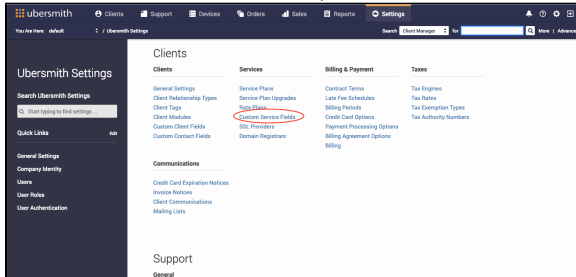 ubersmith
Clients
Support
Devices
Orders
Sales
Reports
Settings
You Are Here: default / Ubersmith Settings
Search Client Manager for More | Advance
Ubersmith Settings
Search Ubersmith Settings
Start typing to find settings ...
Quick Links Edit
General Settings
Company Identity
Users
User Roles
User Authentication
Clients
Clients
General Settings
Client Relationship Types
Client Tags
Client Modules
Custom Client Fields
Custom Contact Fields
Services
Service Plans
Service Plan Upgrades
Rate Plans
Custom Service Fields
SSL Providers
Domain Registrars
Billing & Payment
Contract Terms
Late Fee Schedules
Billing Periods
Credit Card Options
Payment Processing Options
Billing Agreement Options
Billing
Taxes
Tax Engines
Tax Rates
Tax Exemption Types
Tax Authority Numbers
Communications
Credit Card Expiration Notices
Invoice Notices
Client Communications
Mailing Lists
Support
General